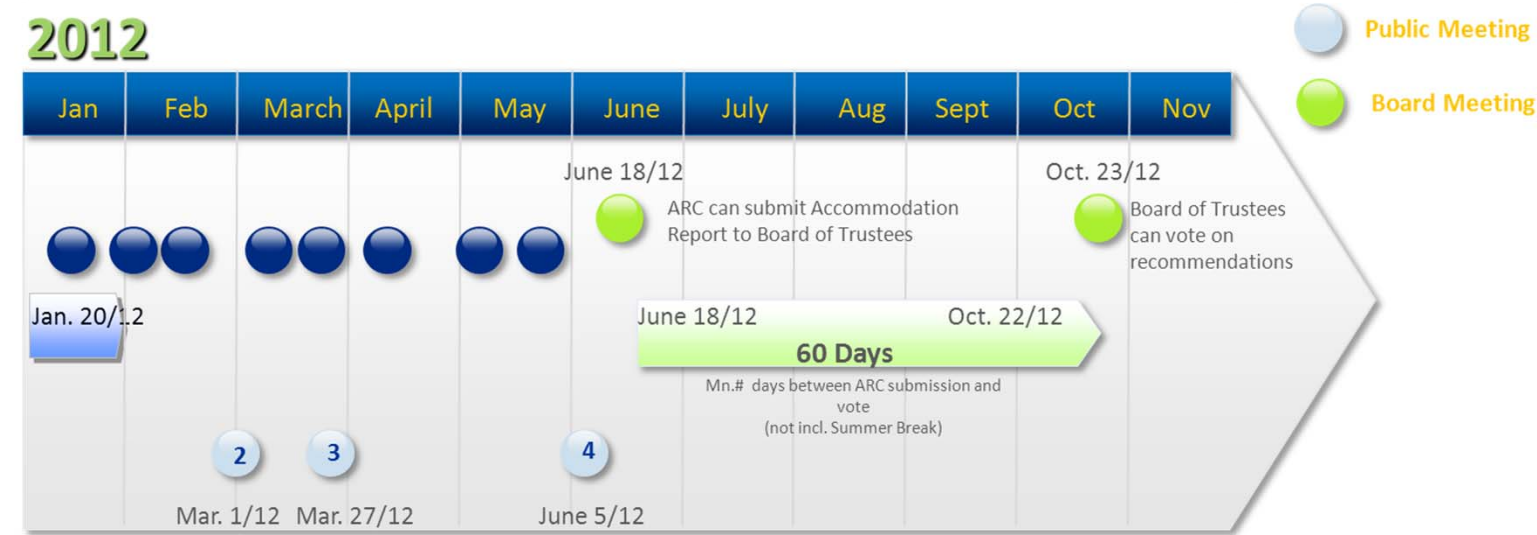 2012
Public Meeting
Board Meeting
Jan Feb March April May June July Aug Sept Oct Nov
June 18/12
ARC can submit Accommodation
Report to Board of Trustees
Oct. 23/12
Board of Trustees
can vote on
recommendations
Jan. 20/12
June 18/12 Oct. 22/12
60 Days
Mn.# days between ARC submission and
vote
(not incl. Summer Break)
2 3 4
Mar. 1/12 Mar. 27/12 June 5/12